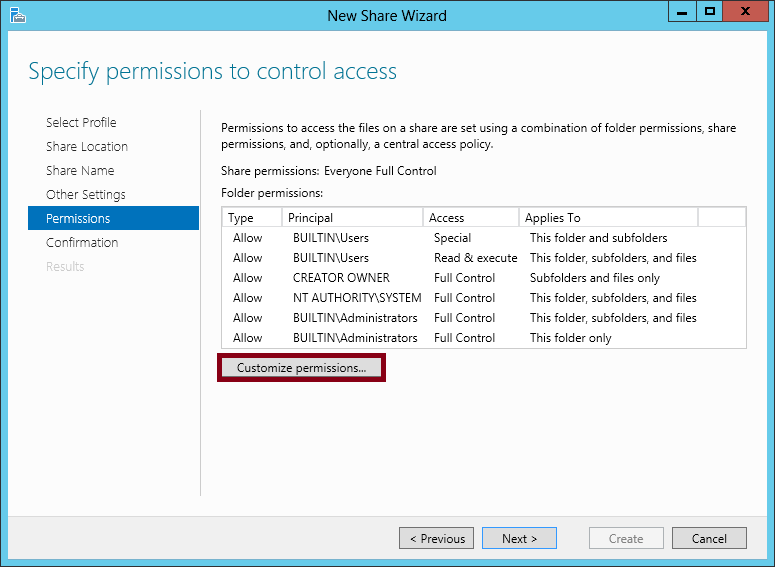 New Share Wizard
Specify permissions to control access
Select Profile
Share Location
Share Name
Other Settings
Permissions
Confirmation
Results
Permissions to access the files on a share are set using a combination of folder permissions, share
permissions, and, optionally, a central access policy.
Share permissions: Everyone Full Control
Folder permissions:
Type Principal Access Applies To
Allow BUILTIN\Users Special This folder and subfolders
Allow BUILTIN\Users Read & execute This folder, subfolders, and files
Allow CREATOR OWNER Full Control Subfolders and files only
Allow NT AUTHORITY\SYSTEM Full Control This folder, subfolders, and files
Allow BUILTIN\Administrators Full Control This folder, subfolders, and files
Allow BUILTIN\Administrators Full Control This folder only
Customize permissions...
< Previous Next > Create Cancel